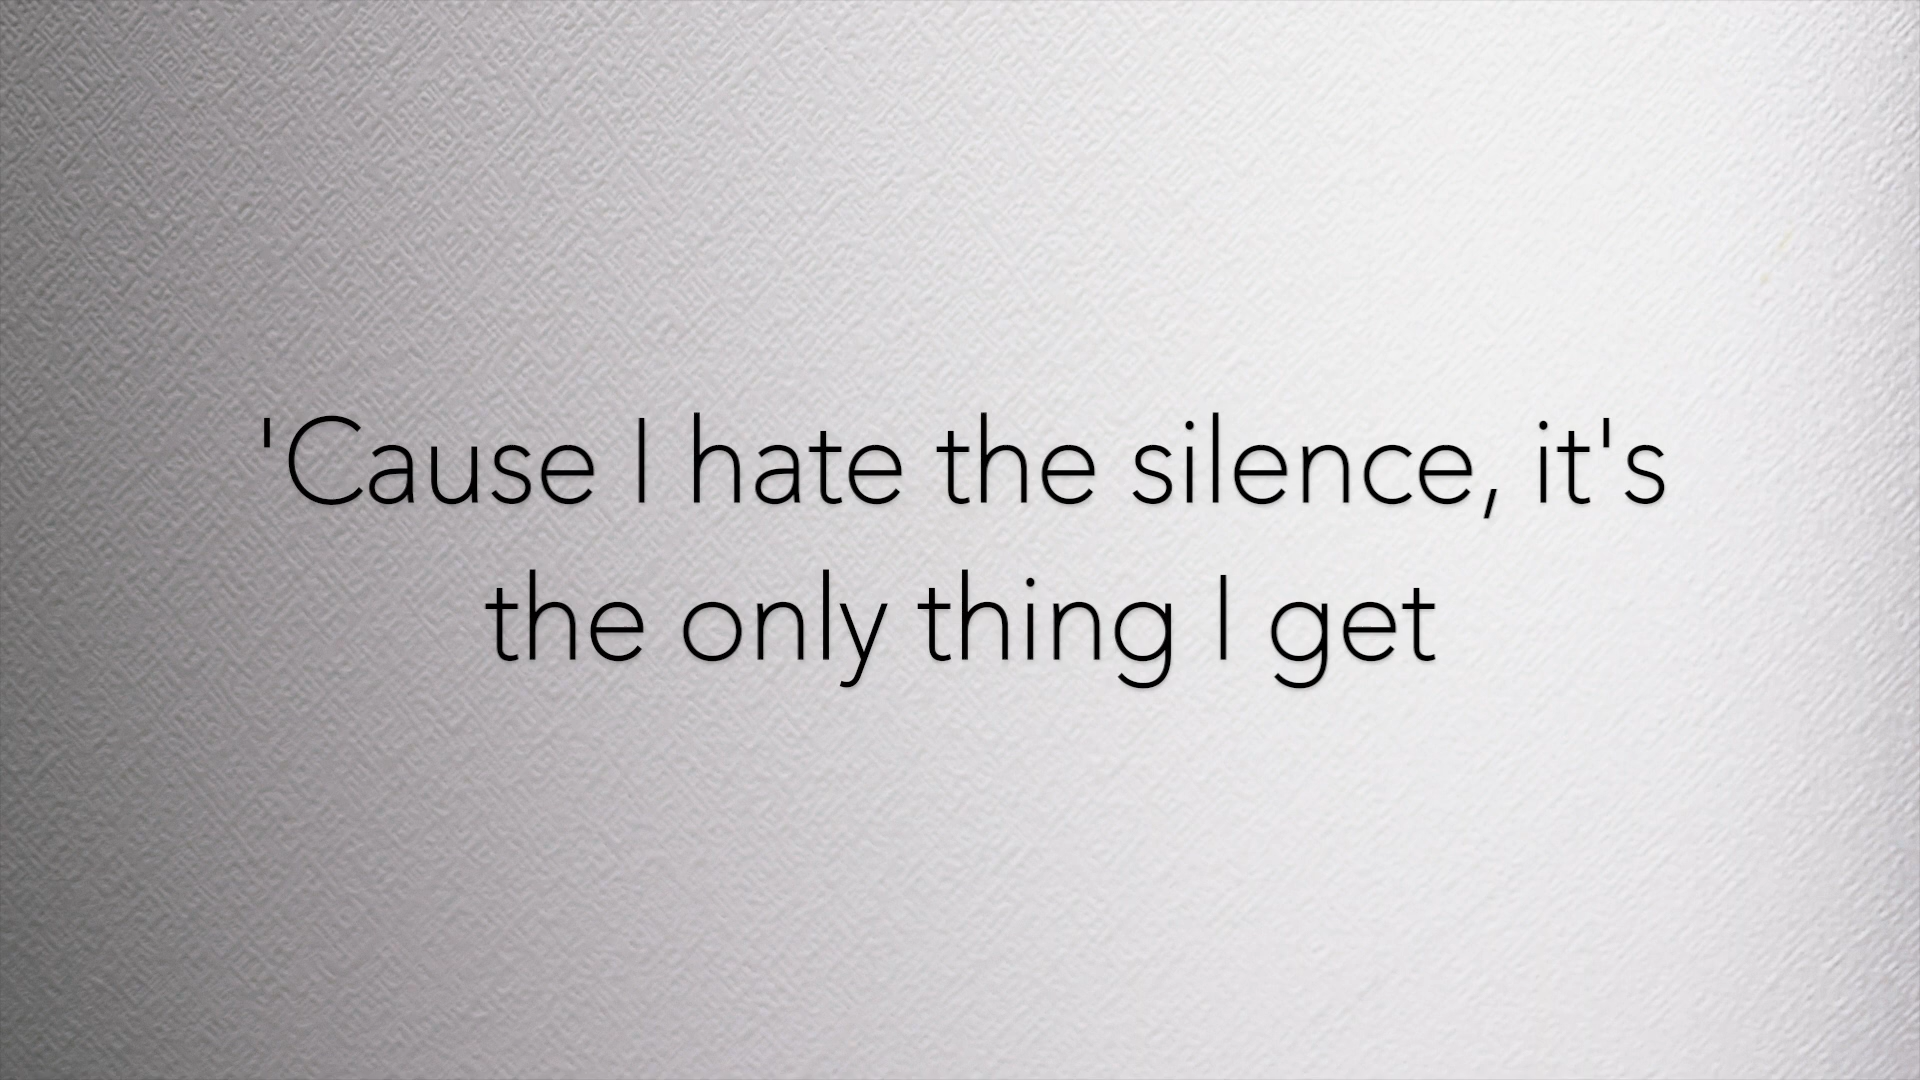 'Cause I hate the silence, it's
the only thing I get